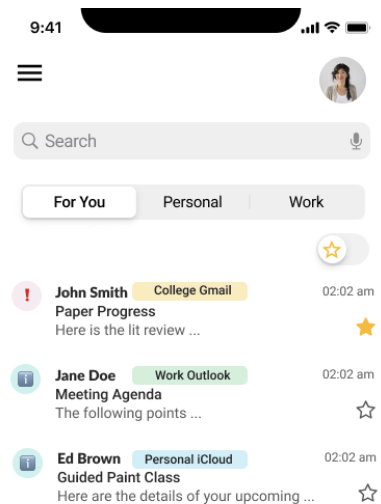 9:41
Search
For You Personal Work
John Smith College Gmail 02:02 am
Paper Progress
Here is the lit review ...
Jane Doe Work Outlook 02:02 am
Meeting Agenda
The following points ...
Ed Brown Personal iCloud 02:02 am
Guided Paint Class
Here are the details of your upcoming ...